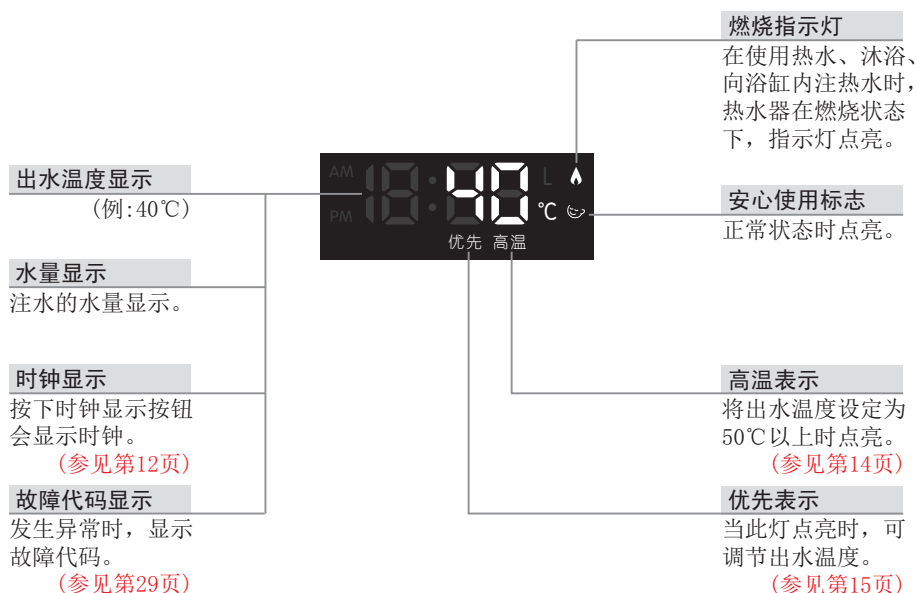 燃烧指示灯
在使用热水、沐浴、
向浴缸内注热水时,
热水器在燃烧状态
下，指示灯点亮。
出水温度显示
(例:40℃)
水量显示
注水的水量显示。
时钟显示
按下时钟显示按钮
会显示时钟。
(参见第12页)
故障代码显示
发生异常时，显示
故障代码。
(参见第29页)
AM
PM
18:40
L
℃
优先 高温
安心使用标志
正常状态时点亮。
高温表示
将出水温度设定为
50℃以上时点亮。
(参见第14页)
优先表示
当此灯点亮时，可
调节出水温度。
(参见第15页)